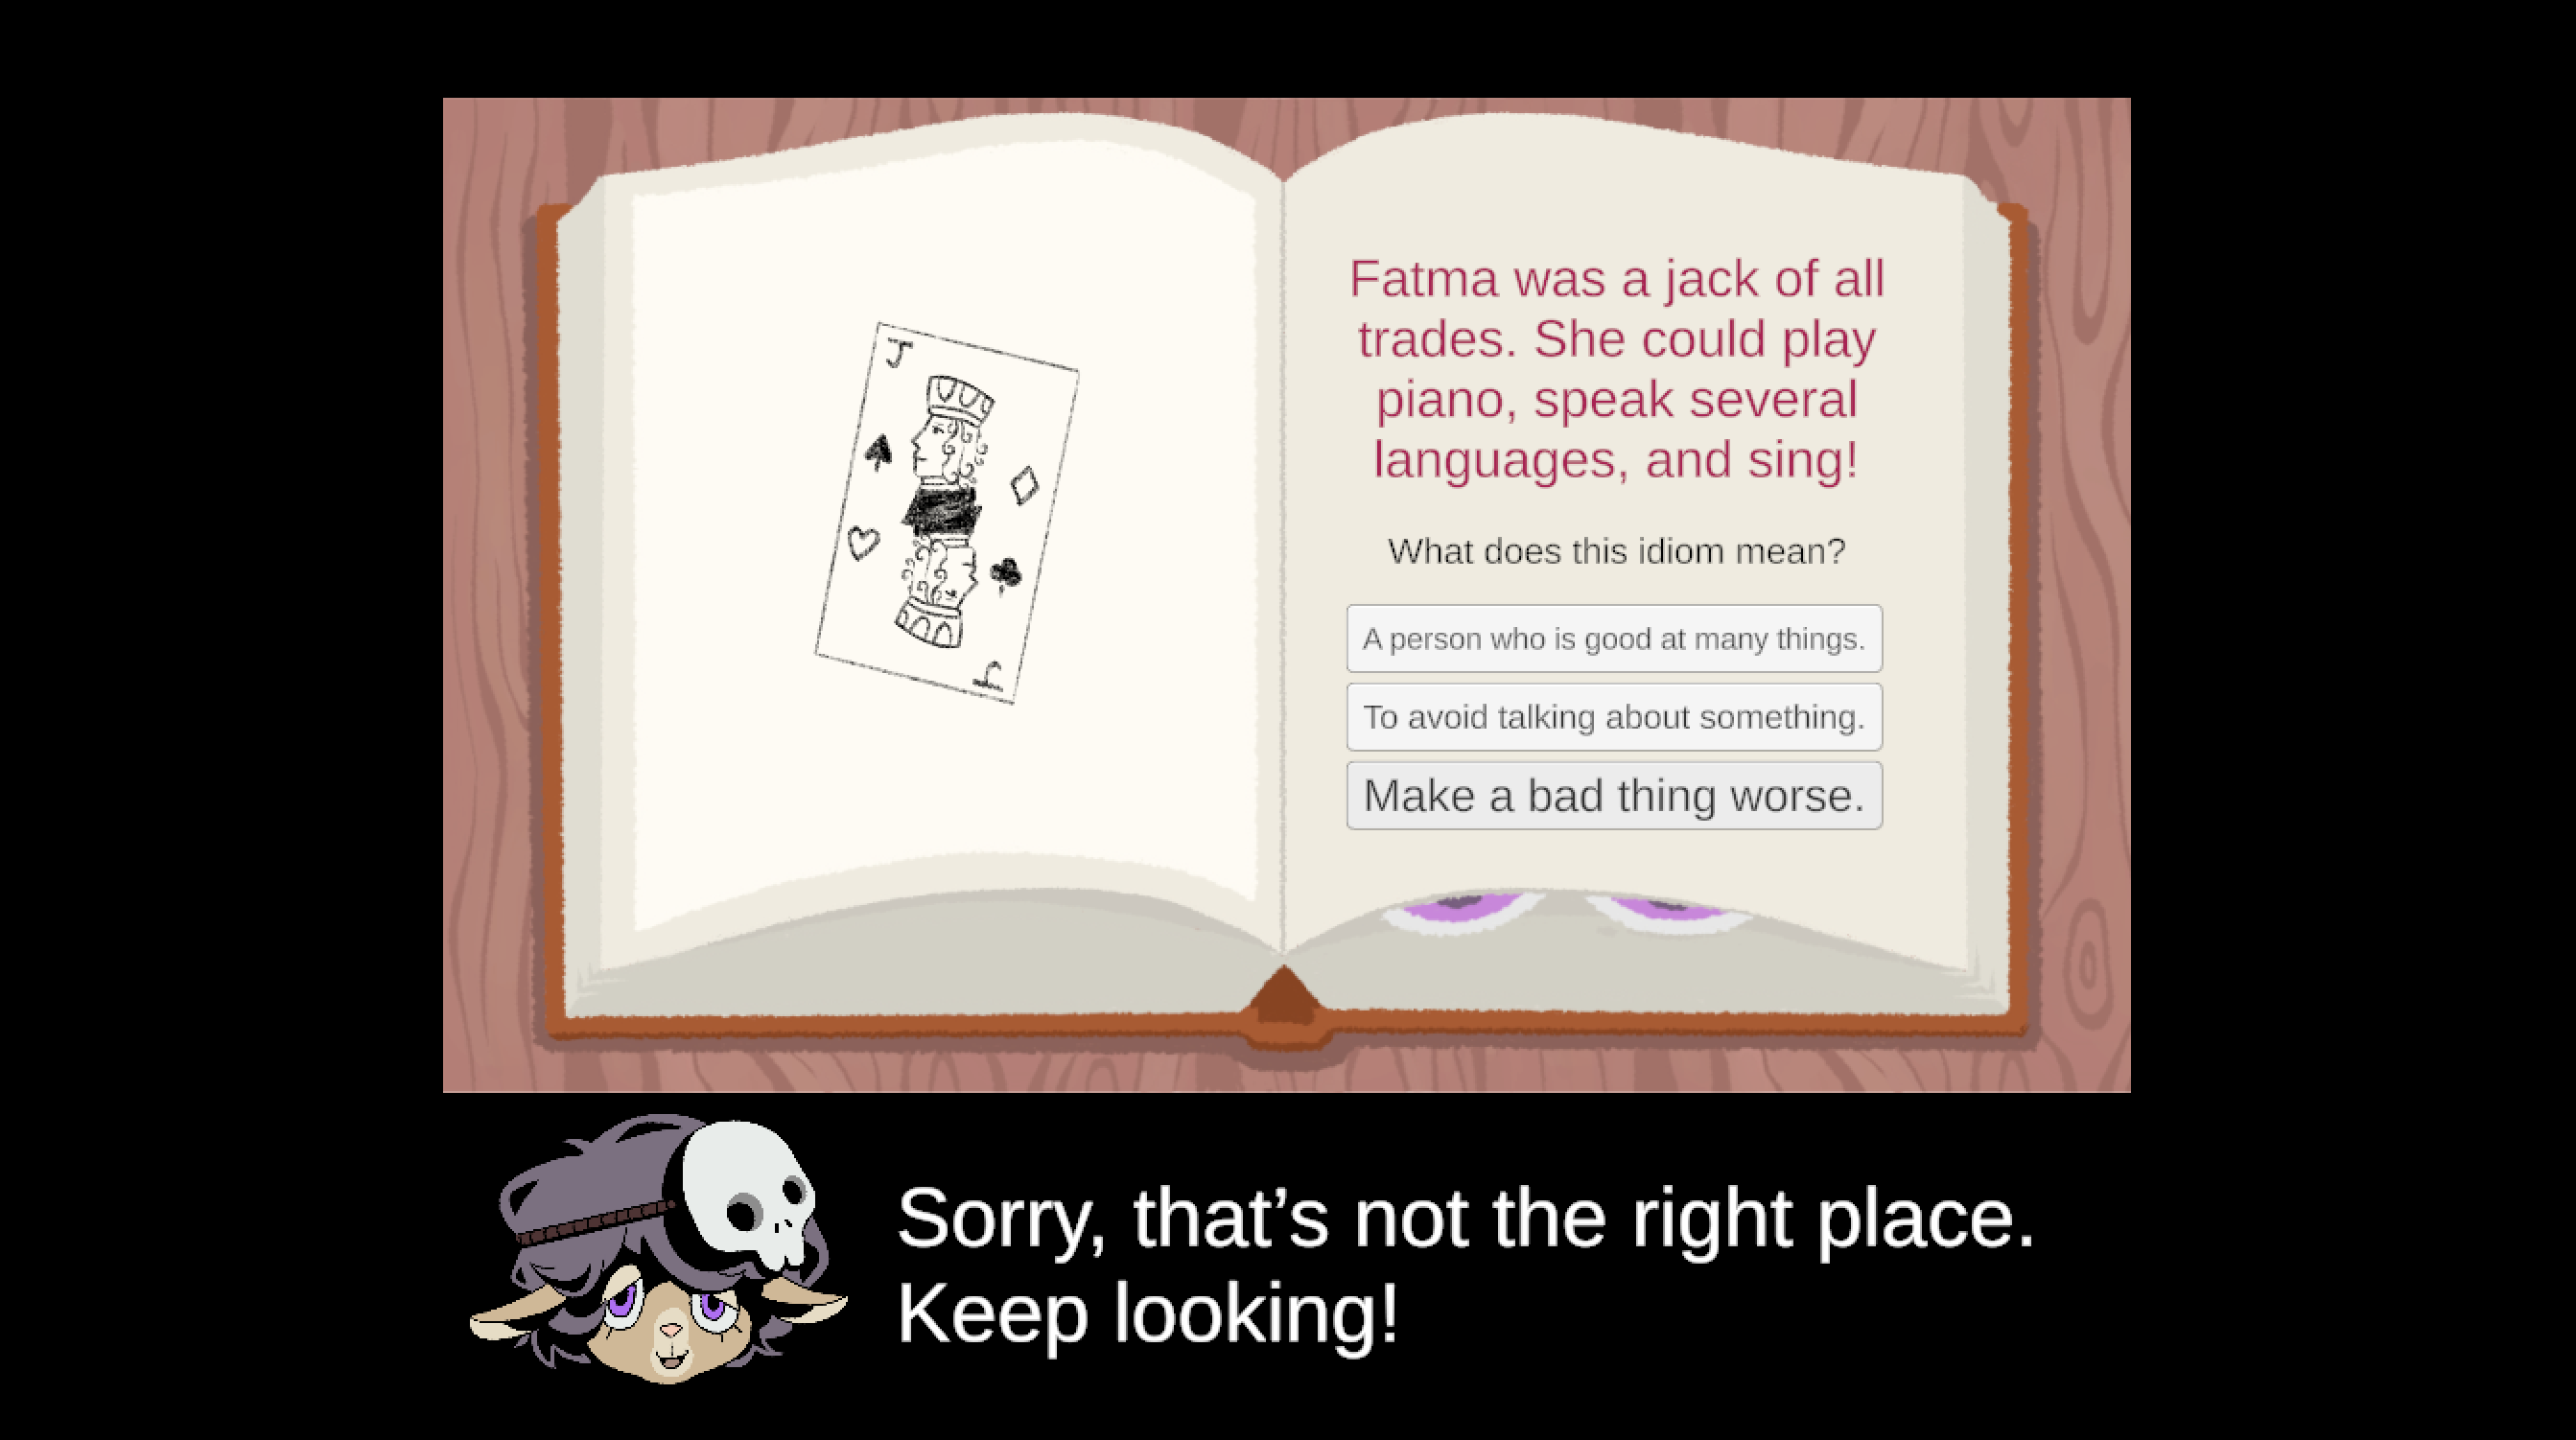 J
Fatma was a jack of all
trades. She could play
piano, speak several
languages, and sing!
What does this idiom mean?
A person who is good at many things.
To avoid talking about something.
Make a bad thing worse.
J
Sorry, that’s not the right place.
Keep looking!